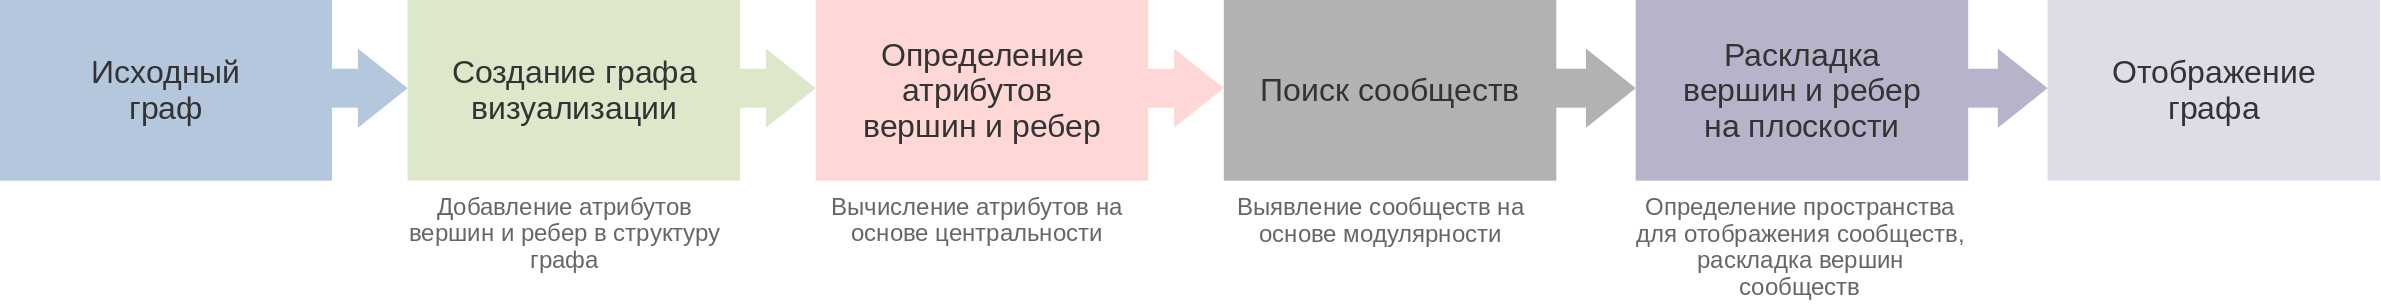 Исходный
граф
Создание графа
визуализации
Определение
атрибутов
вершин и ребер
Поиск сообществ
Раскладка
вершин и ребер
на плоскости
Отображение
графа
Добавление атрибутов
вершин и ребер в структуру
графа
Вычисление атрибутов на
основе центральности
Выявление сообществ на
основе модулярности
Определение пространства
для отображения сообществ,
раскладка вершин
сообществ